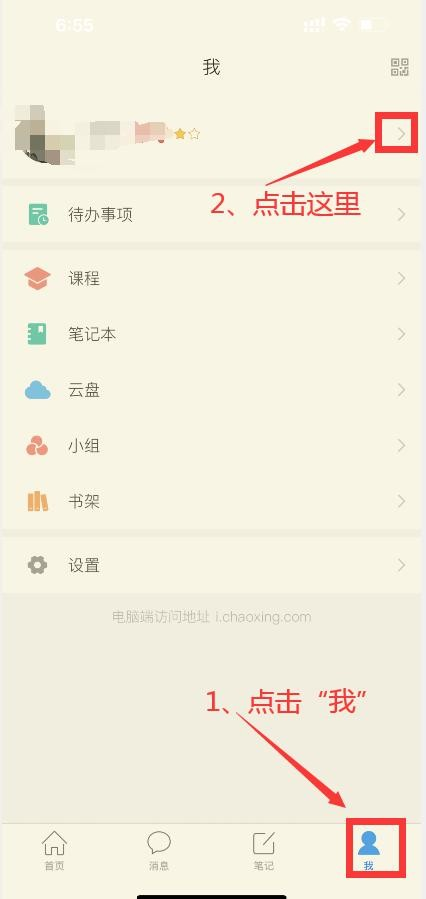 6:55
我
2、点击这里
待办事项
课程
笔记本
云盘
小组
书架
设置
电脑端访问地址 i.chaoxing.com
1、点击“我”
首页
消息
笔记
我